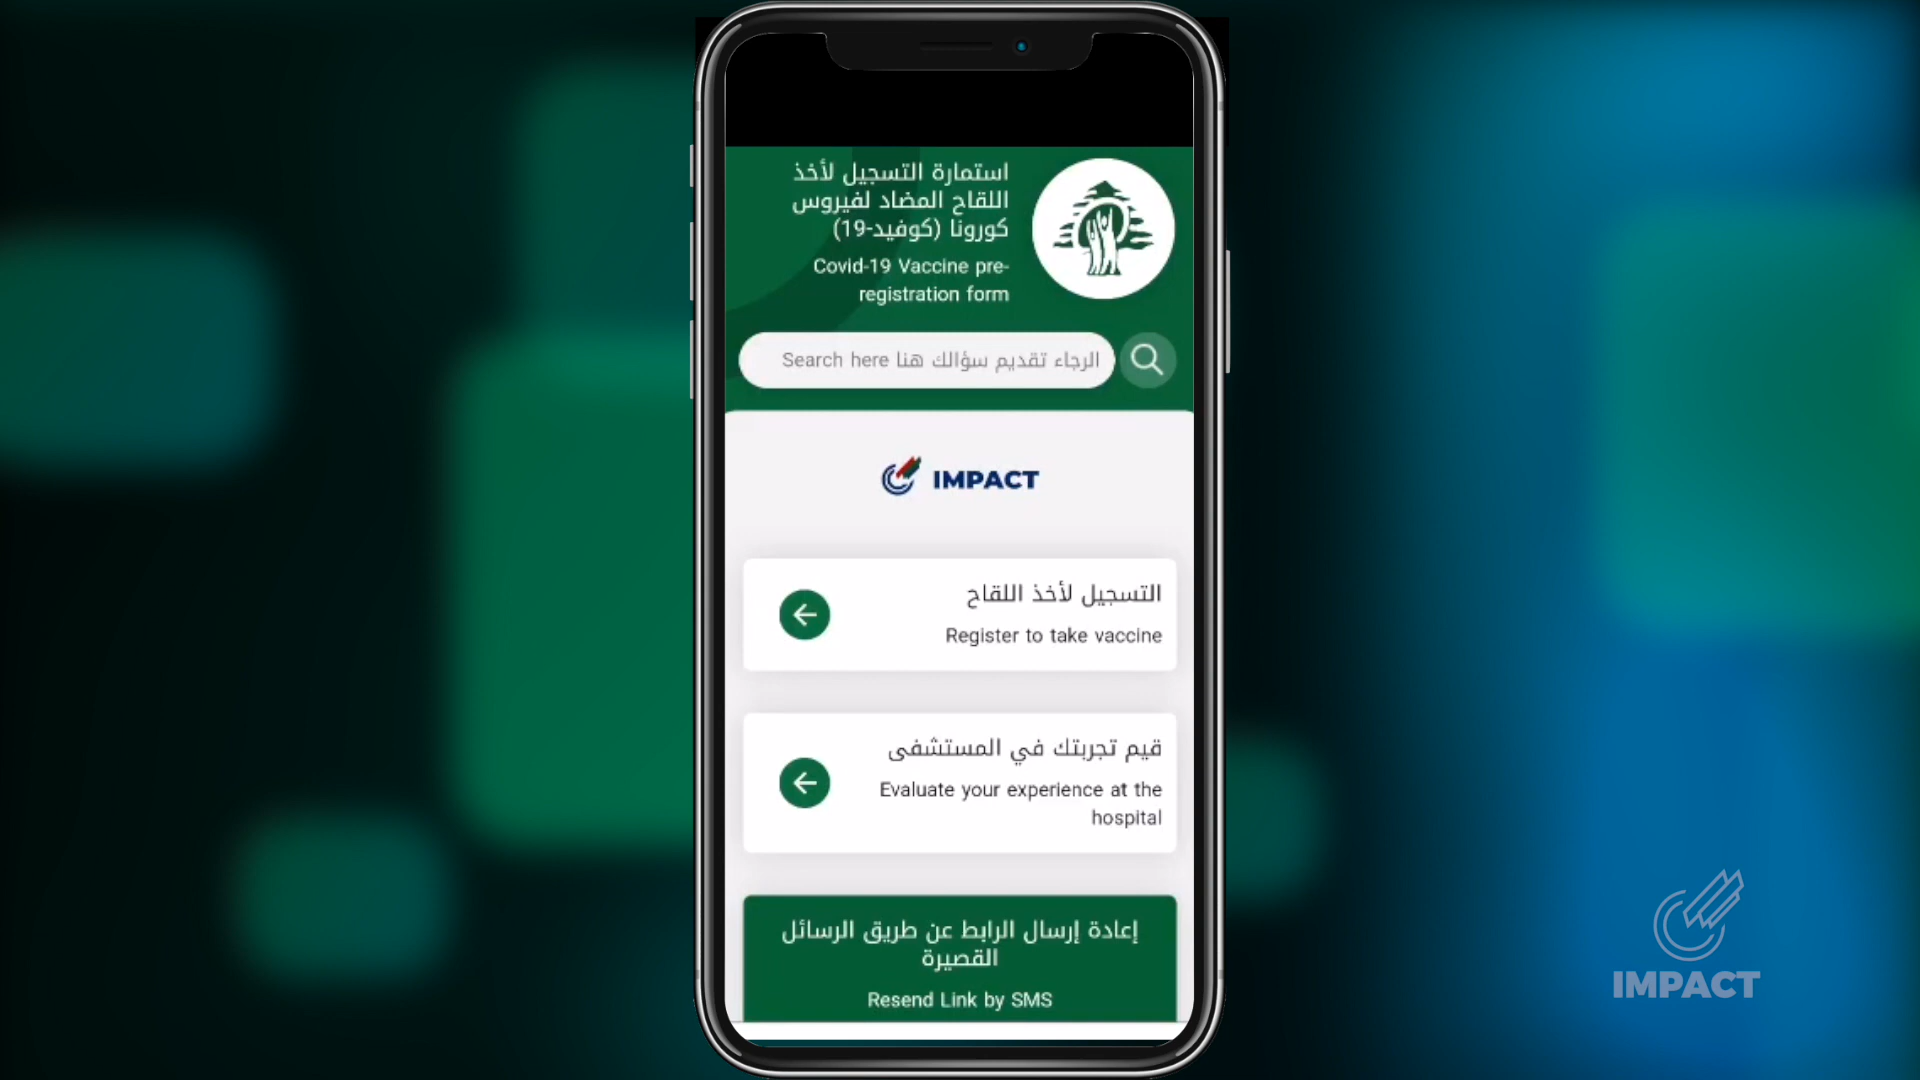 استمارة التسجيل لأخذ
اللقاح المضاد لفيروس
كورونا (كوفيد-19)
Covid-19 Vaccine pre-
registration form
الرجاء تقديم سؤالك هنا Search here
IMPACT
التسجيل لأخذ اللقاح
Register to take vaccine
قيم تجربتك في المستشفى
Evaluate your experience at the
hospital
إعادة إرسال الرابط عن طريق الرسائل
القصيرة
Resend Link by SMS
IMPACT